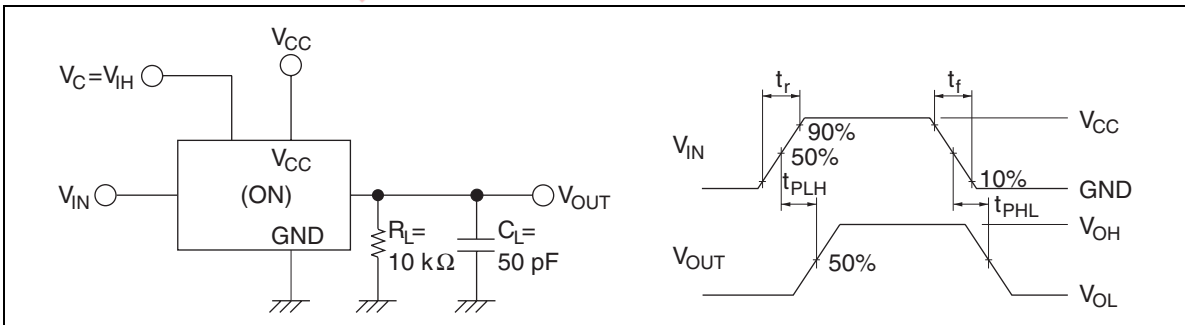 V_CC
V_C=V_IH
V_CC
V_IN
(ON)
GND
V_OUT
R_L=
10 kΩ
C_L=
50 pF
t_r
t_f
V_CC
90%
V_IN
50%
10%
GND
t_PLH
t_PHL
V_OH
V_OUT
50%
V_OL